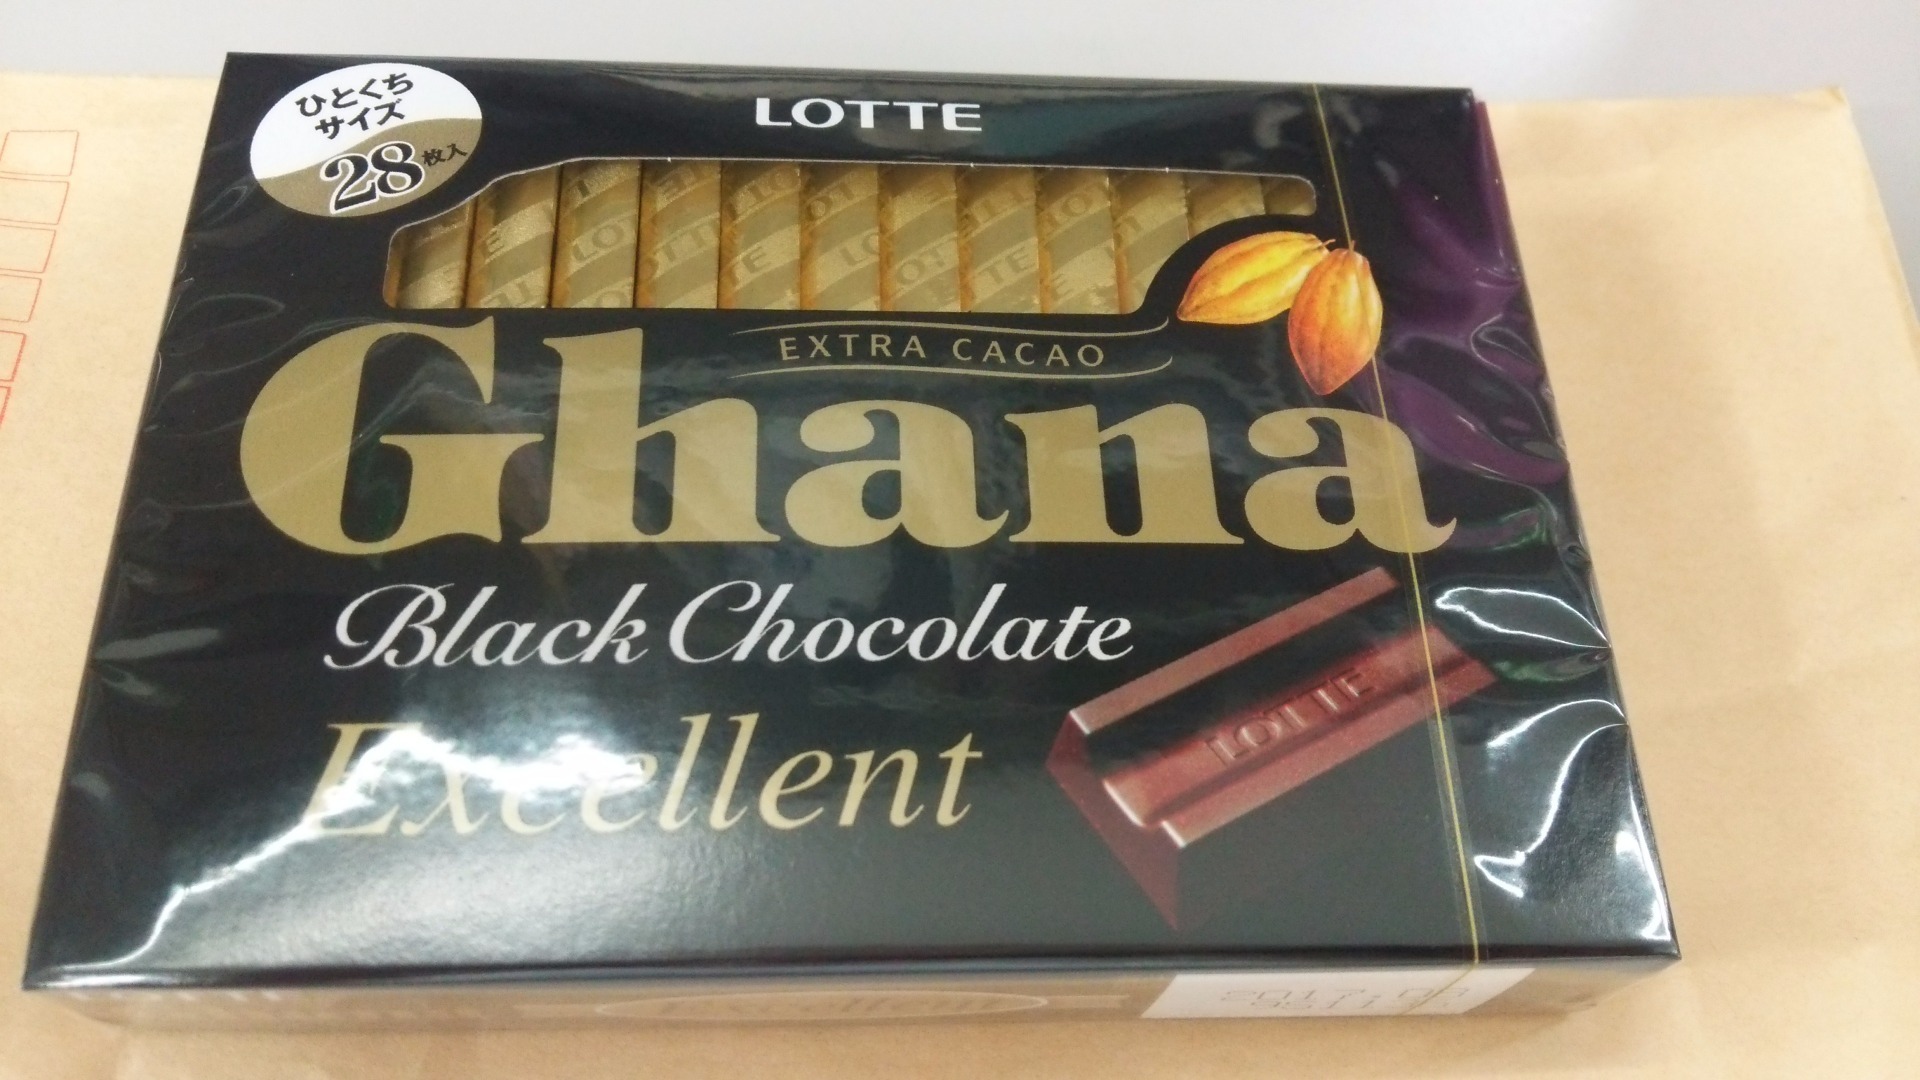 ひとくち
サイズ
28枚入
LOTTE
EXTRA CACAO
Ghana
Black Chocolate
Excellent
LOTTE
Excellent